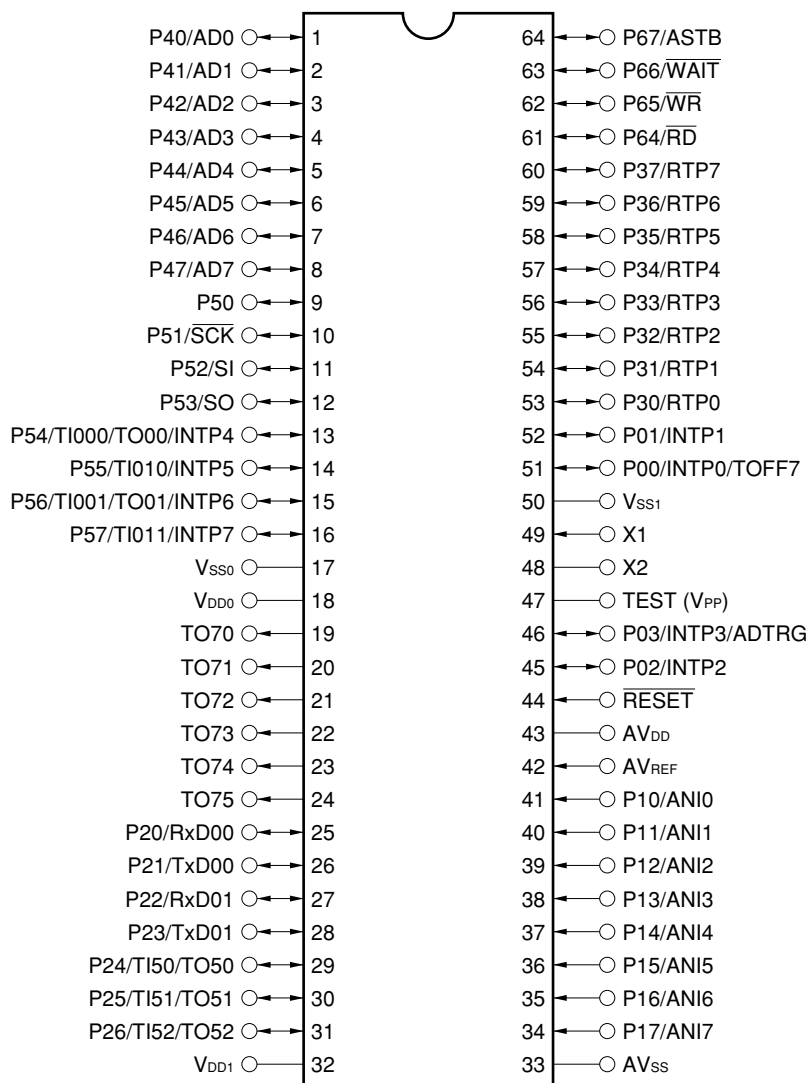 P40/AD0 1 64 P67/ASTB
P41/AD1 2 63 P66/W̅A̅I̅T̅
P42/AD2 3 62 P65/W̅R̅
P43/AD3 4 61 P64/R̅D̅
P44/AD4 5 60 P37/RTP7
P45/AD5 6 59 P36/RTP6
P46/AD6 7 58 P35/RTP5
P47/AD7 8 57 P34/RTP4
P50 9 56 P33/RTP3
P51/S̅C̅K̅ 10 55 P32/RTP2
P52/SI 11 54 P31/RTP1
P53/SO 12 53 P30/RTP0
P54/TI000/TO00/INTP4 13 52 P01/INTP1
P55/TI010/INTP5 14 51 P00/INTP0/TOFF7
P56/TI001/TO01/INTP6 15 50 VSS1
P57/TI011/INTP7 16 49 X1
VSS0 17 48 X2
VDD0 18 47 TEST (VPP)
TO70 19 46 P03/INTP3/ADTRG
TO71 20 45 P02/INTP2
TO72 21 44 R̅E̅S̅E̅T̅
TO73 22 43 AVDD
TO74 23 42 AVREF
TO75 24 41 P10/ANI0
P20/RxD00 25 40 P11/ANI1
P21/TxD00 26 39 P12/ANI2
P22/RxD01 27 38 P13/ANI3
P23/TxD01 28 37 P14/ANI4
P24/TI50/TO50 29 36 P15/ANI5
P25/TI51/TO51 30 35 P16/ANI6
P26/TI52/TO52 31 34 P17/ANI7
VDD1 32 33 AVSS